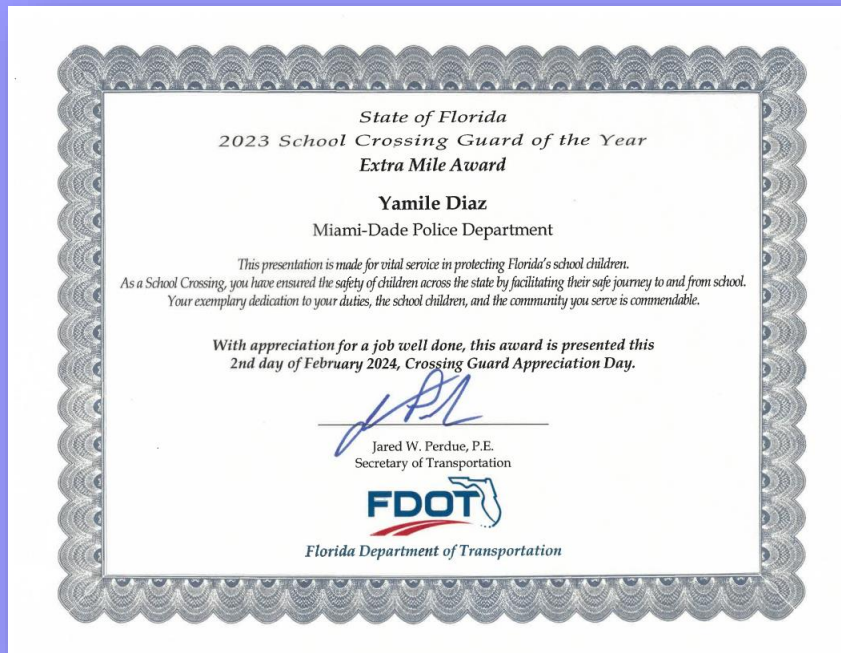 State of Florida
2023 School Crossing Guard of the Year
Extra Mile Award
Yamile Diaz
Miami-Dade Police Department
This presentation is made for vital service in protecting Florida's school children.
As a School Crossing, you have ensured the safety of children across the state by facilitating their safe journey to and from school.
Your exemplary dedication to your duties, the school children, and the community you serve is commendable.
With appreciation for a job well done, this award is presented this
2nd day of February 2024, Crossing Guard Appreciation Day.
Jared W. Perdue, P.E.
Secretary of Transportation
FDOT
Florida Department of Transportation